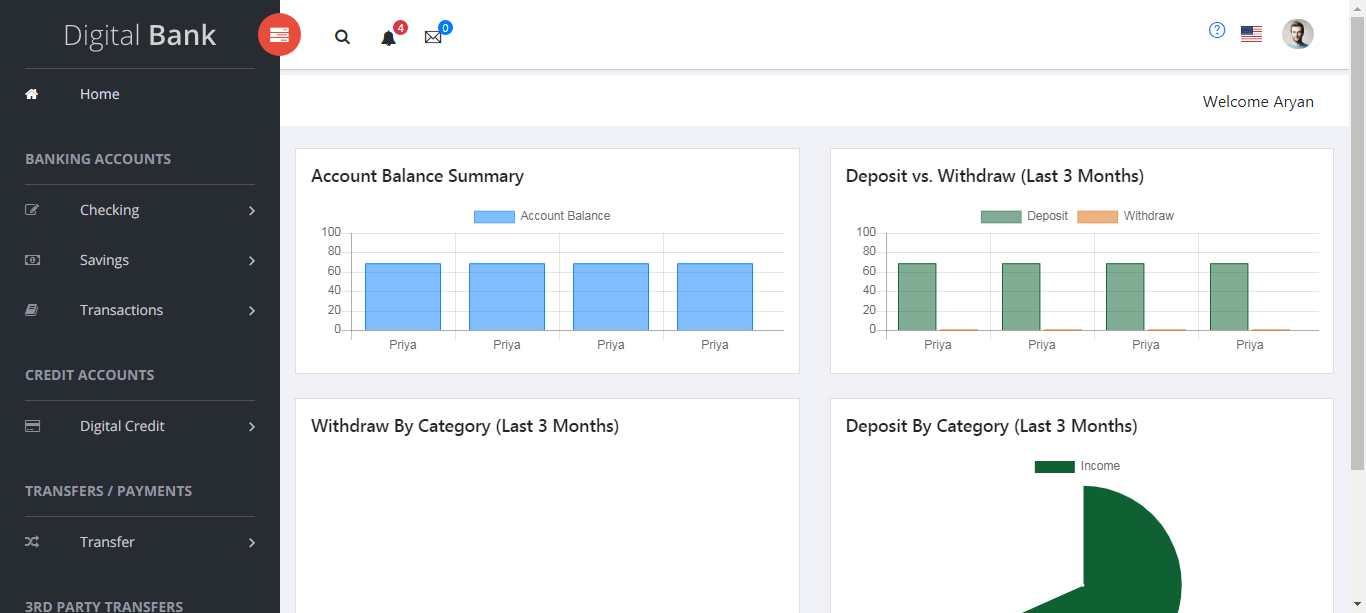 Digital Bank
4
0
Welcome Aryan
Home
BANKING ACCOUNTS
Checking
Savings
Transactions
CREDIT ACCOUNTS
Digital Credit
TRANSFERS / PAYMENTS
Transfer
3RD PARTY TRANSFERS
Account Balance Summary
Account Balance
100
80
60
40
20
0
Priya Priya Priya Priya
Deposit vs. Withdraw (Last 3 Months)
Deposit Withdraw
100
80
60
40
20
0
Priya Priya Priya Priya
Withdraw By Category (Last 3 Months)
Deposit By Category (Last 3 Months)
Income